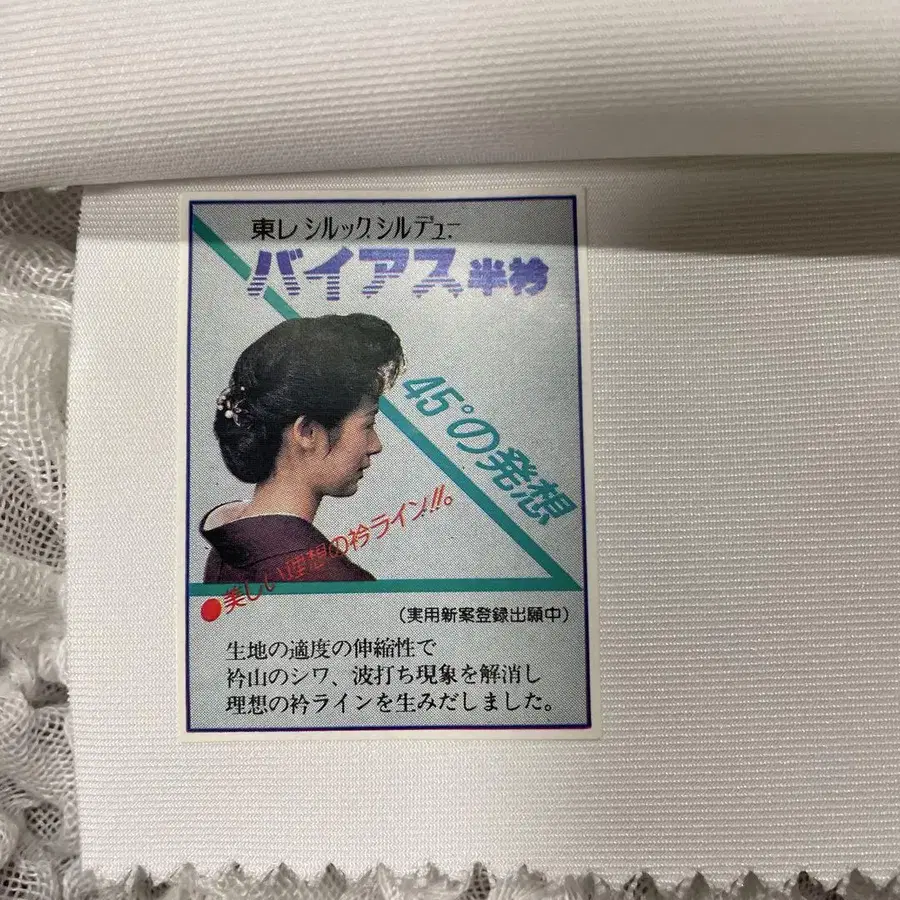 東レシルックシルデュー
バイアス半衿
45°の発想
●美しい理想の衿ライン!!。
(実用新案登録出願中)
生地の適度の伸縮性で
衿山のシワ、波打ち現象を解消し
理想の衿ラインを生みだしました。